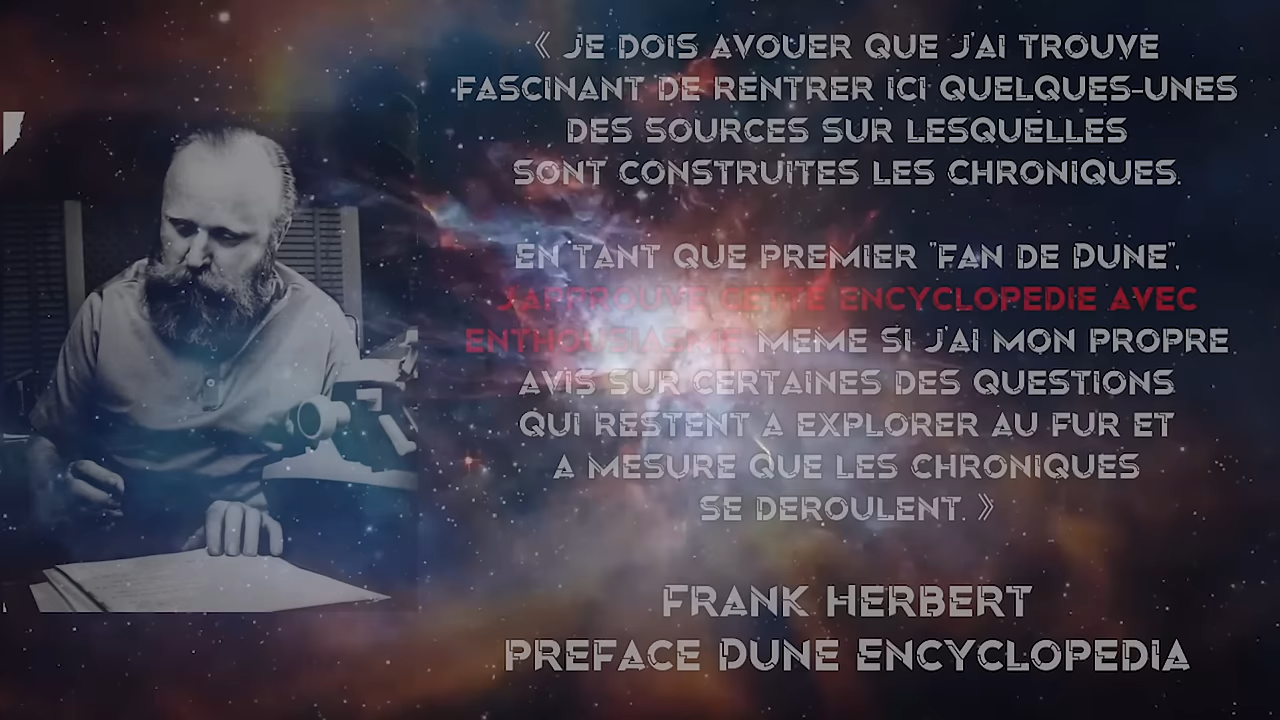 « JE DOIS AVOUER QUE J'AI TROUVE
FASCINANT DE RENTRER ICI QUELQUES-UNES
DES SOURCES SUR LESQUELLES
SONT CONSTRUITES LES CHRONIQUES.
EN TANT QUE PREMIER "FAN DE DUNE",
J'APPROUVE CETTE ENCYCLOPEDIE AVEC
ENTHOUSIASME, MEME SI J'AI MON PROPRE
AVIS SUR CERTAINES DES QUESTIONS
QUI RESTENT A EXPLORER AU FUR ET
A MESURE QUE LES CHRONIQUES
SE DEROULENT. »
FRANK HERBERT
PREFACE DUNE ENCYCLOPEDIA